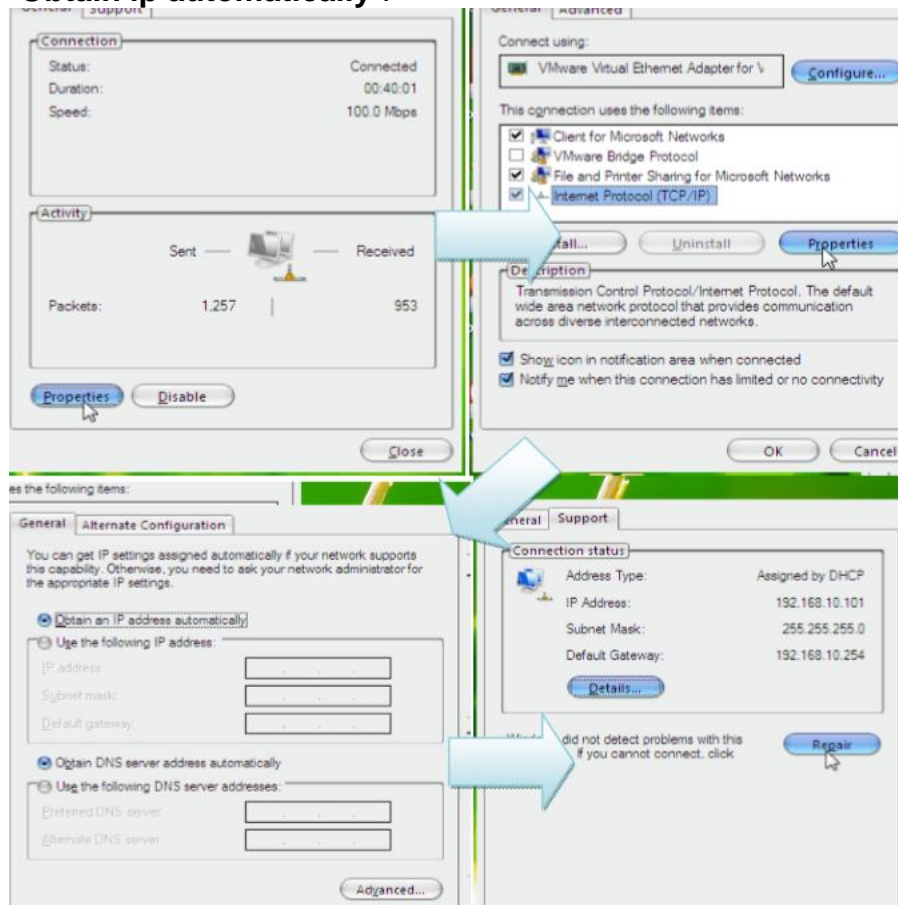 Obtain ip automatically
General Support
Connection
Status: Connected
Duration: 00:40:01
Speed: 100.0 Mbps
Activity
Sent — — Received
Packets: 1,257 | 953
Properties Disable
Close
General Advanced
Connect using:
VMware Virtual Ethernet Adapter for V Configure...
This connection uses the following items:
Client for Microsoft Networks
VMware Bridge Protocol
File and Printer Sharing for Microsoft Networks
Internet Protocol (TCP/IP)
tall... Uninstall Properties
Description
Transmission Control Protocol/Internet Protocol. The default
wide area network protocol that provides communication
across diverse interconnected networks.
Show icon in notification area when connected
Notify me when this connection has limited or no connectivity
OK Cancel
es the following items:
General Alternate Configuration
You can get IP settings assigned automatically if your network supports
this capability. Otherwise, you need to ask your network administrator for
the appropriate IP settings.
Obtain an IP address automatically
Use the following IP address:
IP address:
Subnet mask:
Default gateway:
Obtain DNS server address automatically
Use the following DNS server addresses:
Preferred DNS server:
Alternate DNS server:
Advanced...
neral Support
Connection status
Address Type: Assigned by DHCP
IP Address: 192.168.10.101
Subnet Mask: 255.255.255.0
Default Gateway: 192.168.10.254
Details...
did not detect problems with this
If you cannot connect, click
Repair